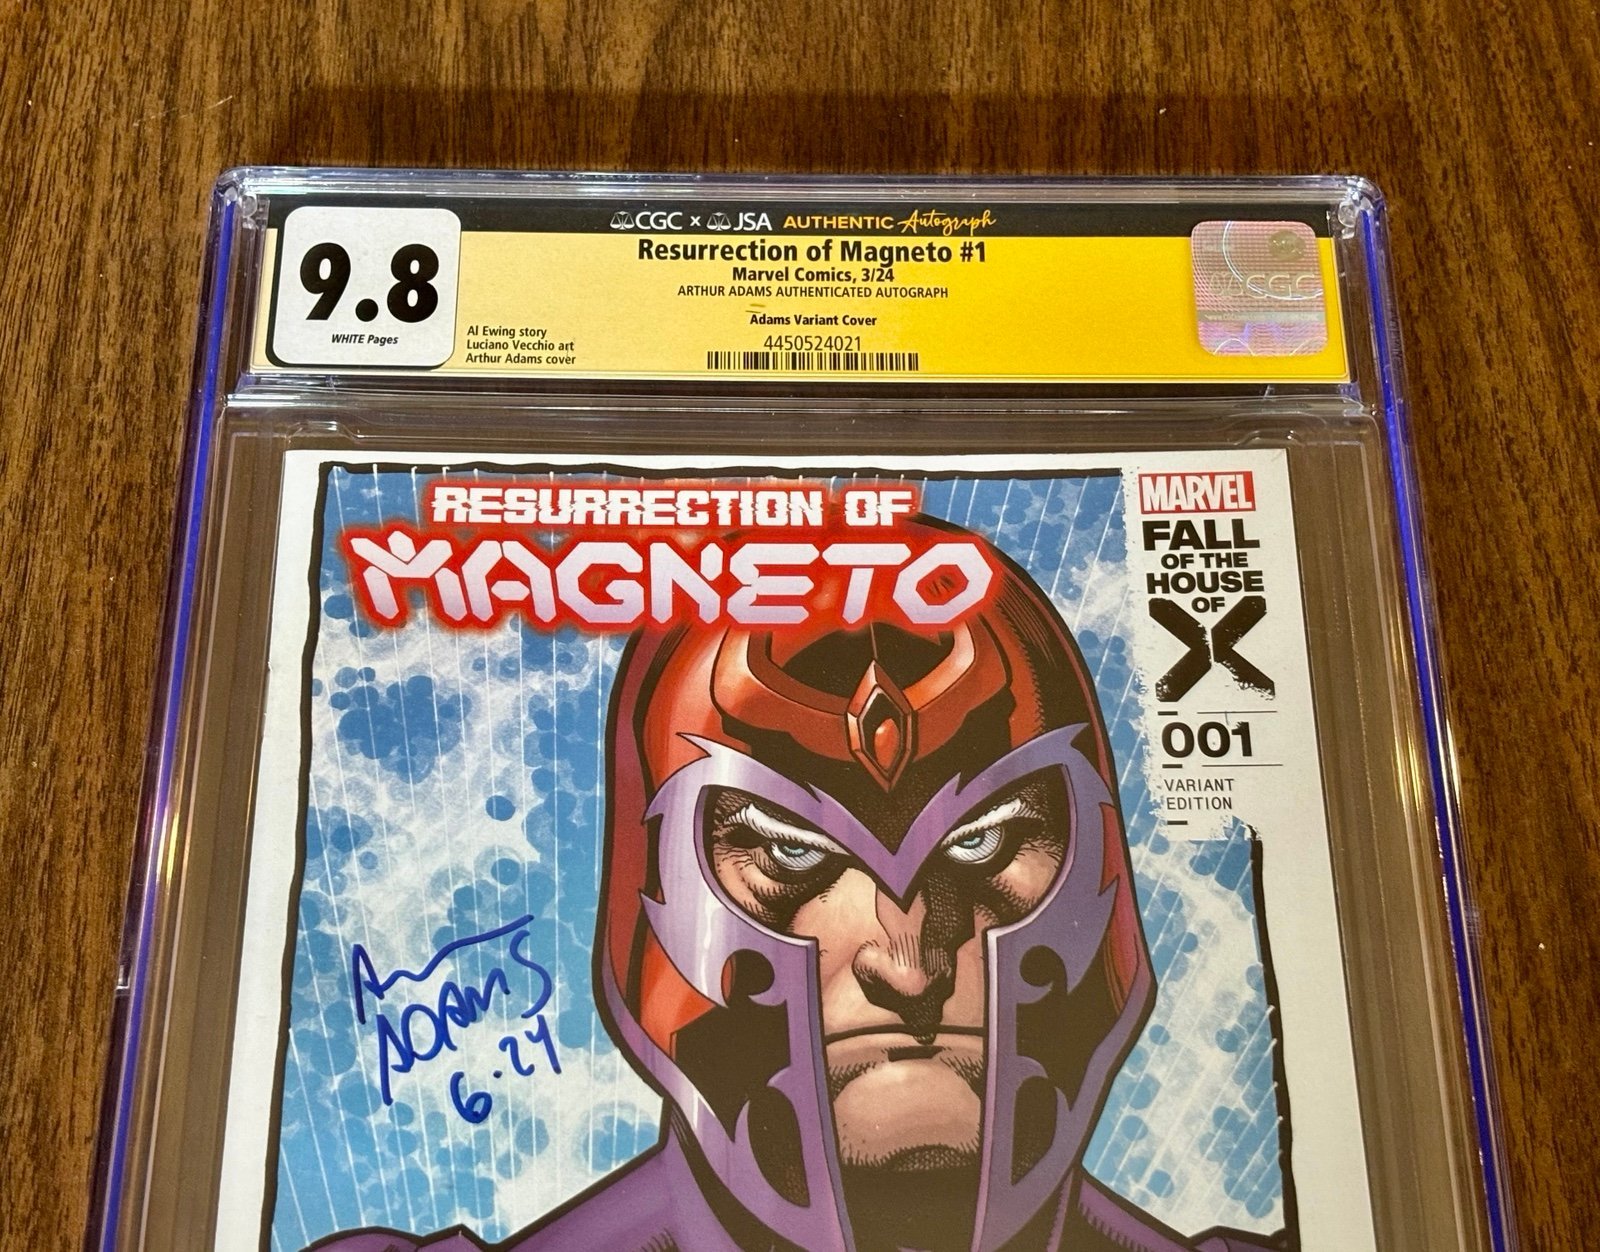 CGC x JSA AUTHENTIC Autograph
9.8
WHITE Pages
Resurrection of Magneto #1
Marvel Comics, 3/24
ARTHUR ADAMS AUTHENTICATED AUTOGRAPH
Adams Variant Cover
4450524021
Al Ewing story
Luciano Vecchio art
Arthur Adams cover
CGC
RESURRECTION OF
MAGNETO
MARVEL
FALL
OF THE
HOUSE
OF
X
001
VARIANT
EDITION
ADAMS
6.24